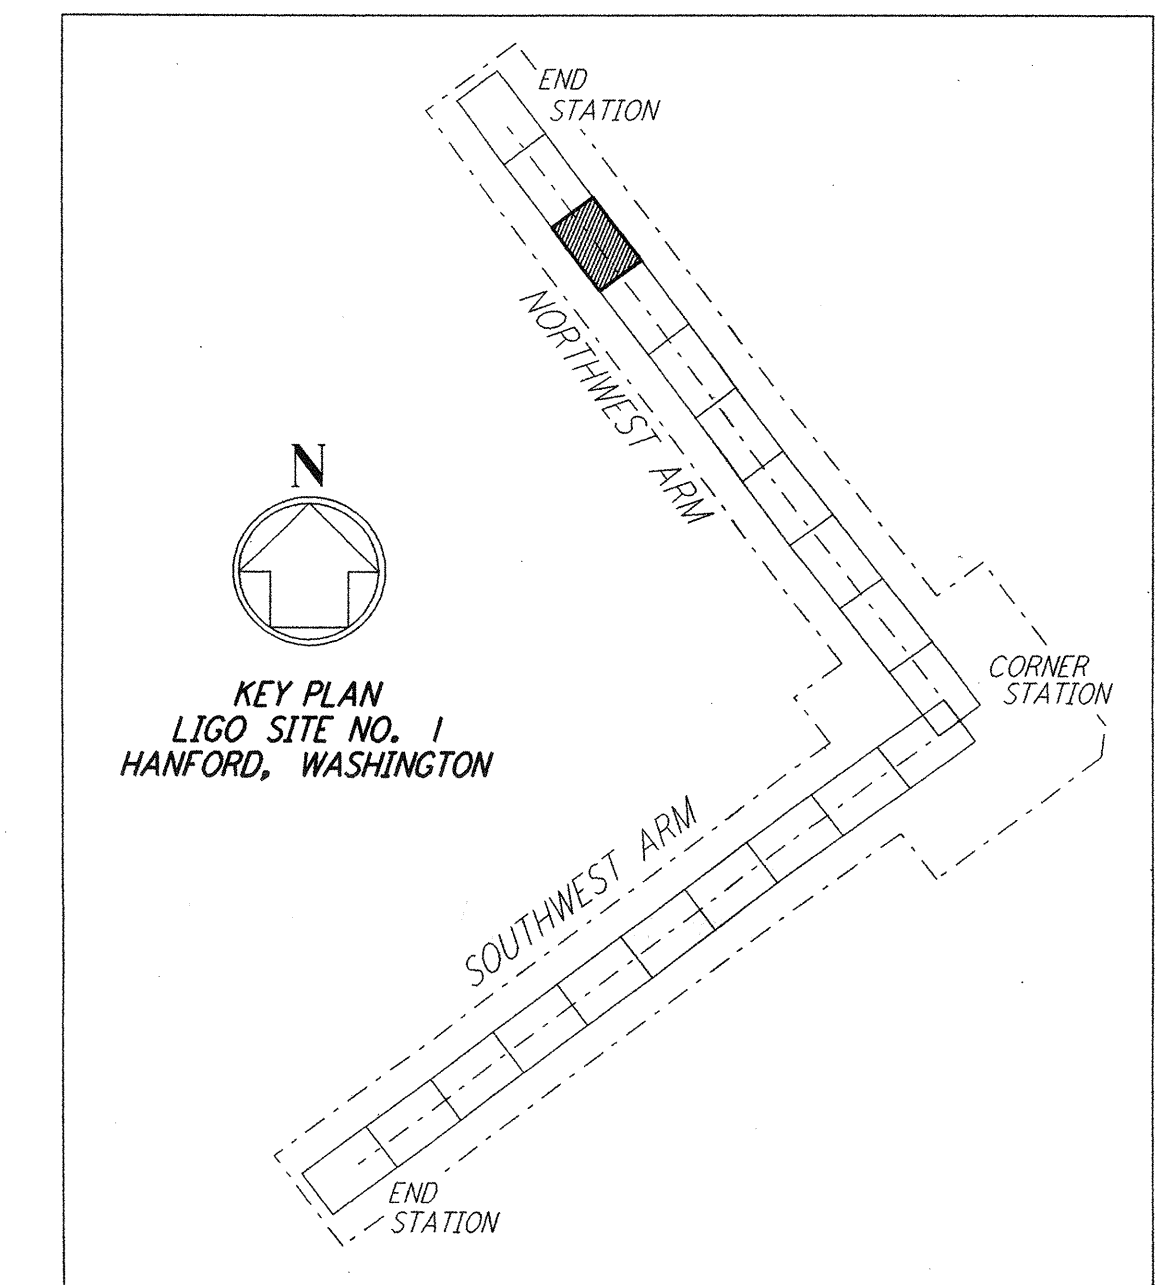 END
STATION
NORTHWEST ARM
N
KEY PLAN
LIGO SITE NO. 1
HANFORD, WASHINGTON
CORNER
STATION
SOUTHWEST ARM
END
STATION